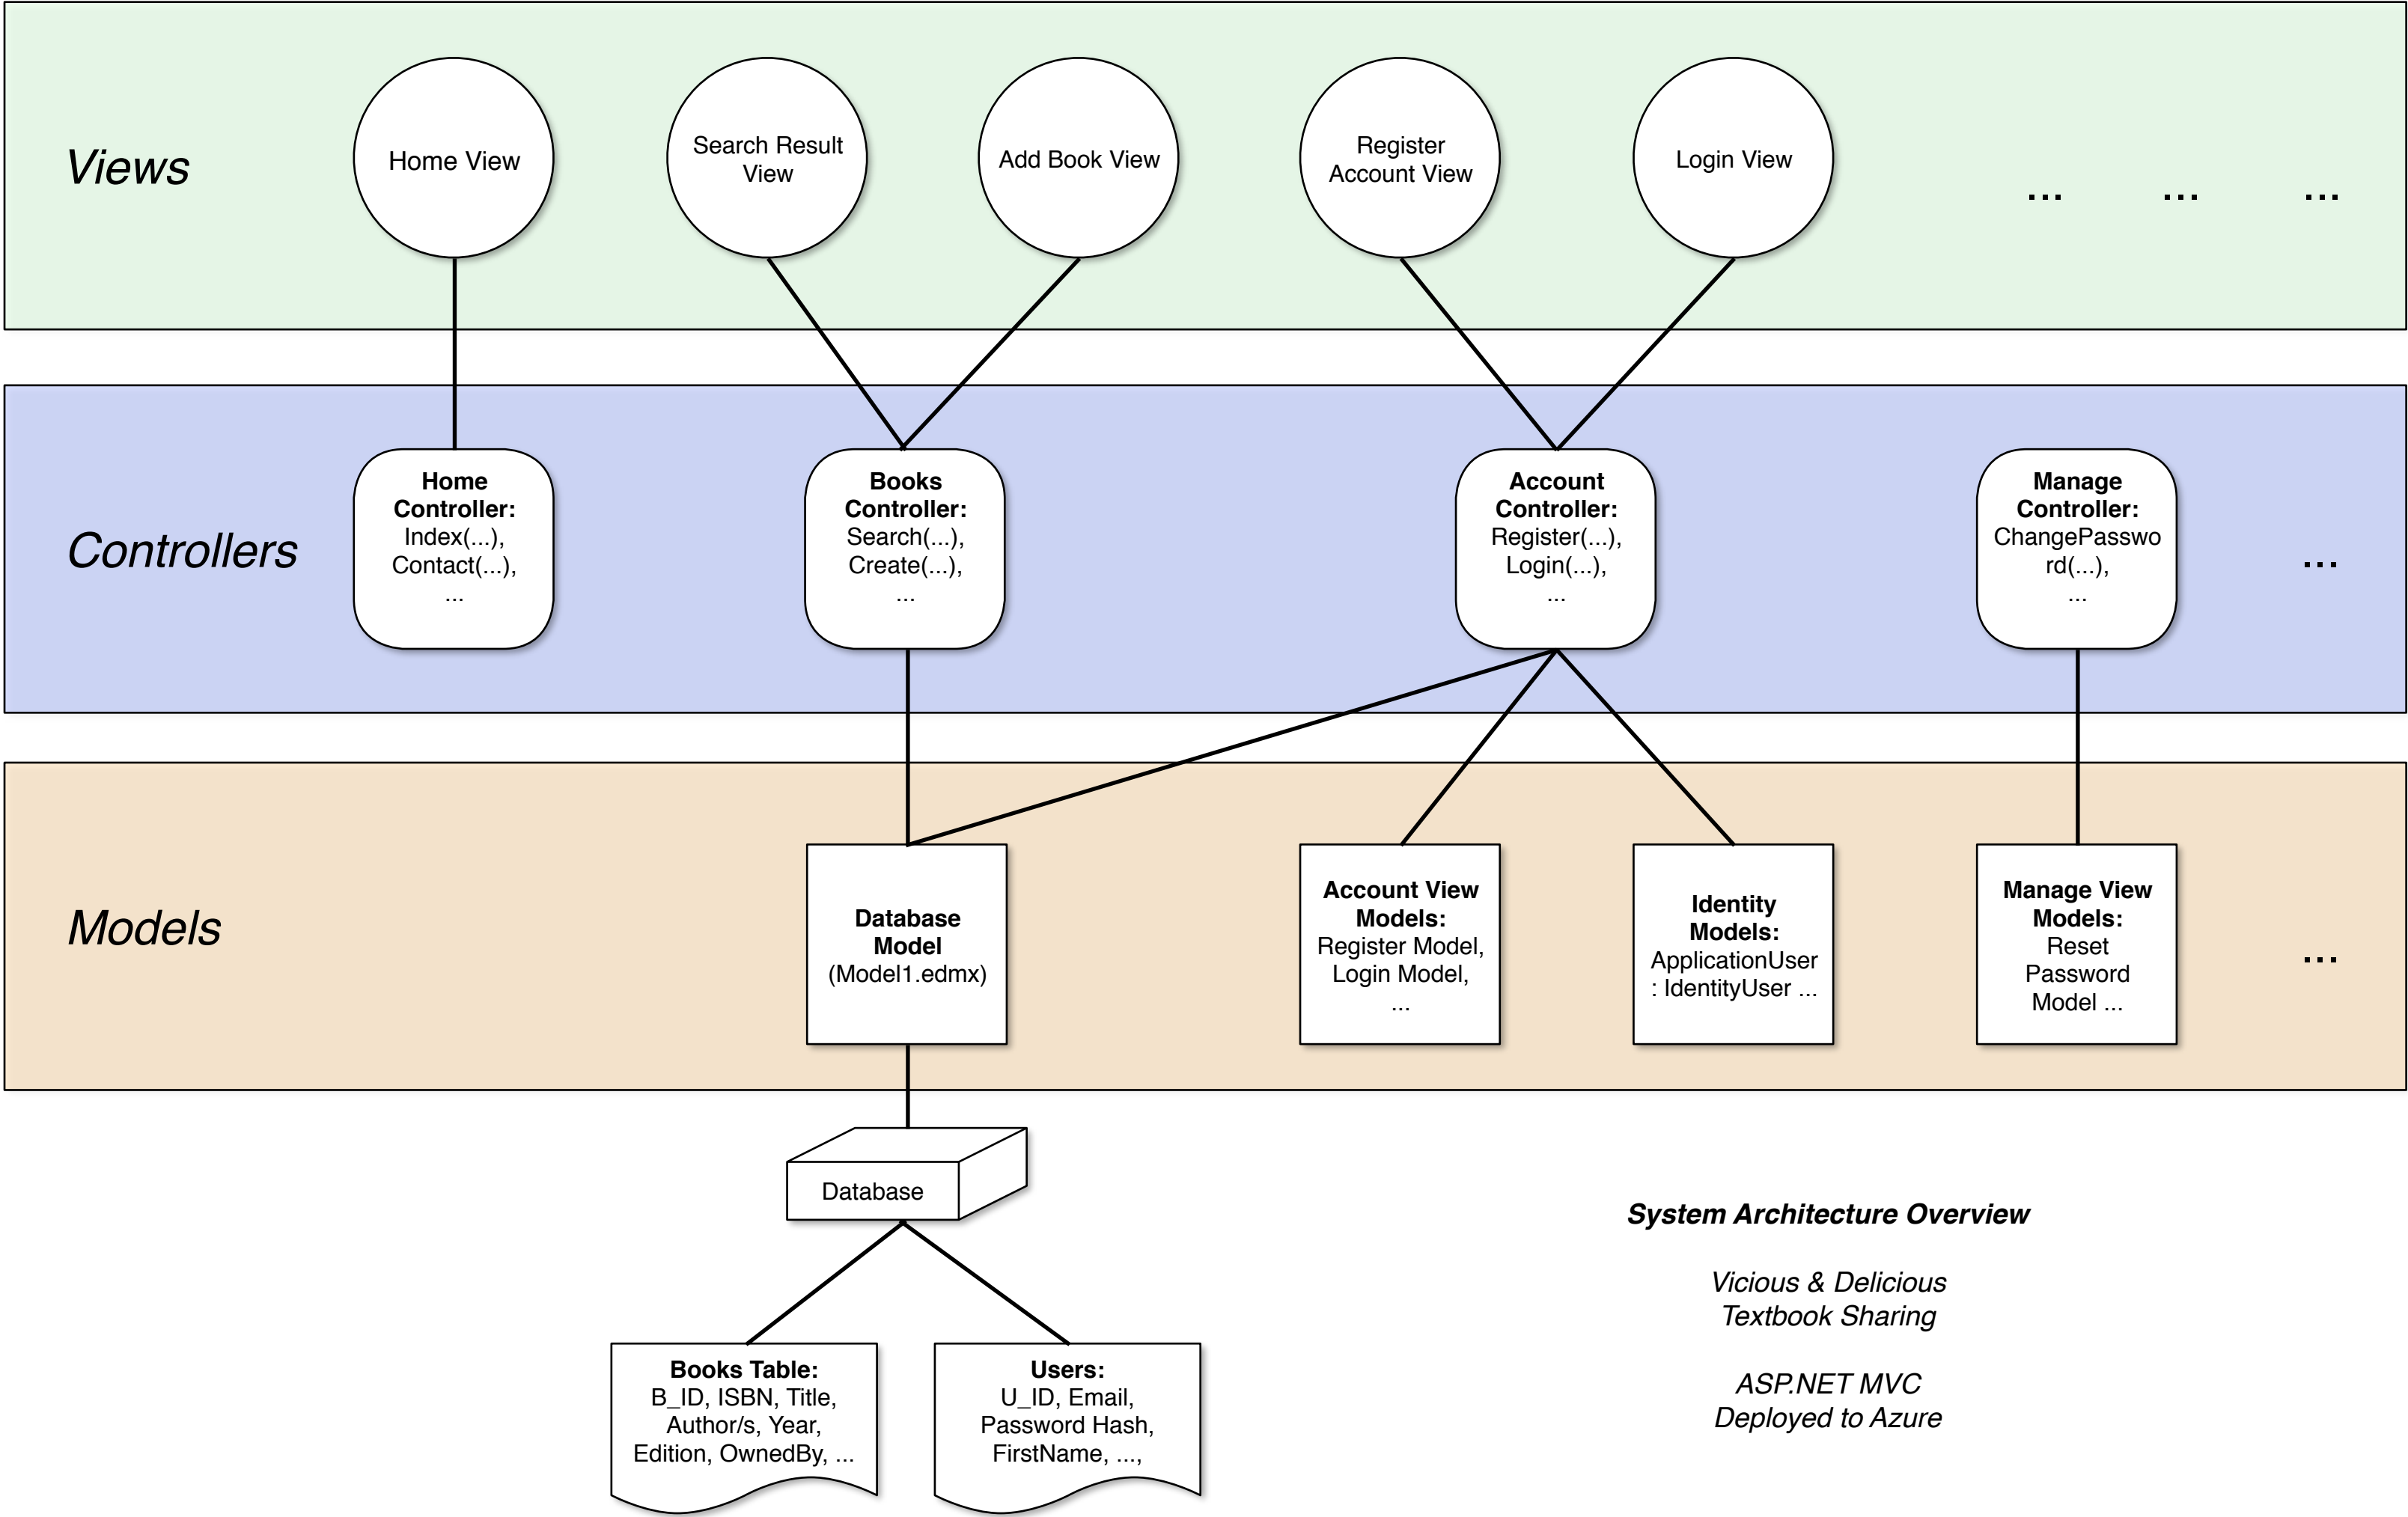 Views
Home View
Search Result
View
Add Book View
Register
Account View
Login View
... ... ...
Controllers
Home
Controller:
Index(...),
Contact(...),
...
Books
Controller:
Search(...),
Create(...),
...
Account
Controller:
Register(...),
Login(...),
...
Manage
Controller:
ChangePasswo
rd(...),
...
...
Models
Database
Model
(Model1.edmx)
Account View
Models:
Register Model,
Login Model,
...
Identity
Models:
ApplicationUser
: IdentityUser ...
Manage View
Models:
Reset
Password
Model ...
...
Database
Books Table:
B_ID, ISBN, Title,
Author/s, Year,
Edition, OwnedBy, ...
Users:
U_ID, Email,
Password Hash,
FirstName, ...,
System Architecture Overview
Vicious & Delicious
Textbook Sharing
ASP.NET MVC
Deployed to Azure